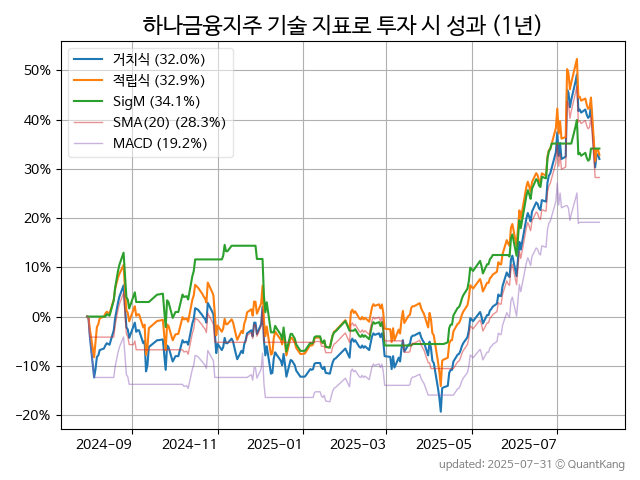 하나금융지주 기술 지표로 투자 시 성과 (1년)
거치식 (32.0%)
적립식 (32.9%)
SigM (34.1%)
SMA(20) (28.3%)
MACD (19.2%)
50%
40%
30%
20%
10%
0%
−10%
−20%
2024−09 2024−11 2025−01 2025−03 2025−05 2025−07
updated: 2025-07-31 ⓒ QuantKang